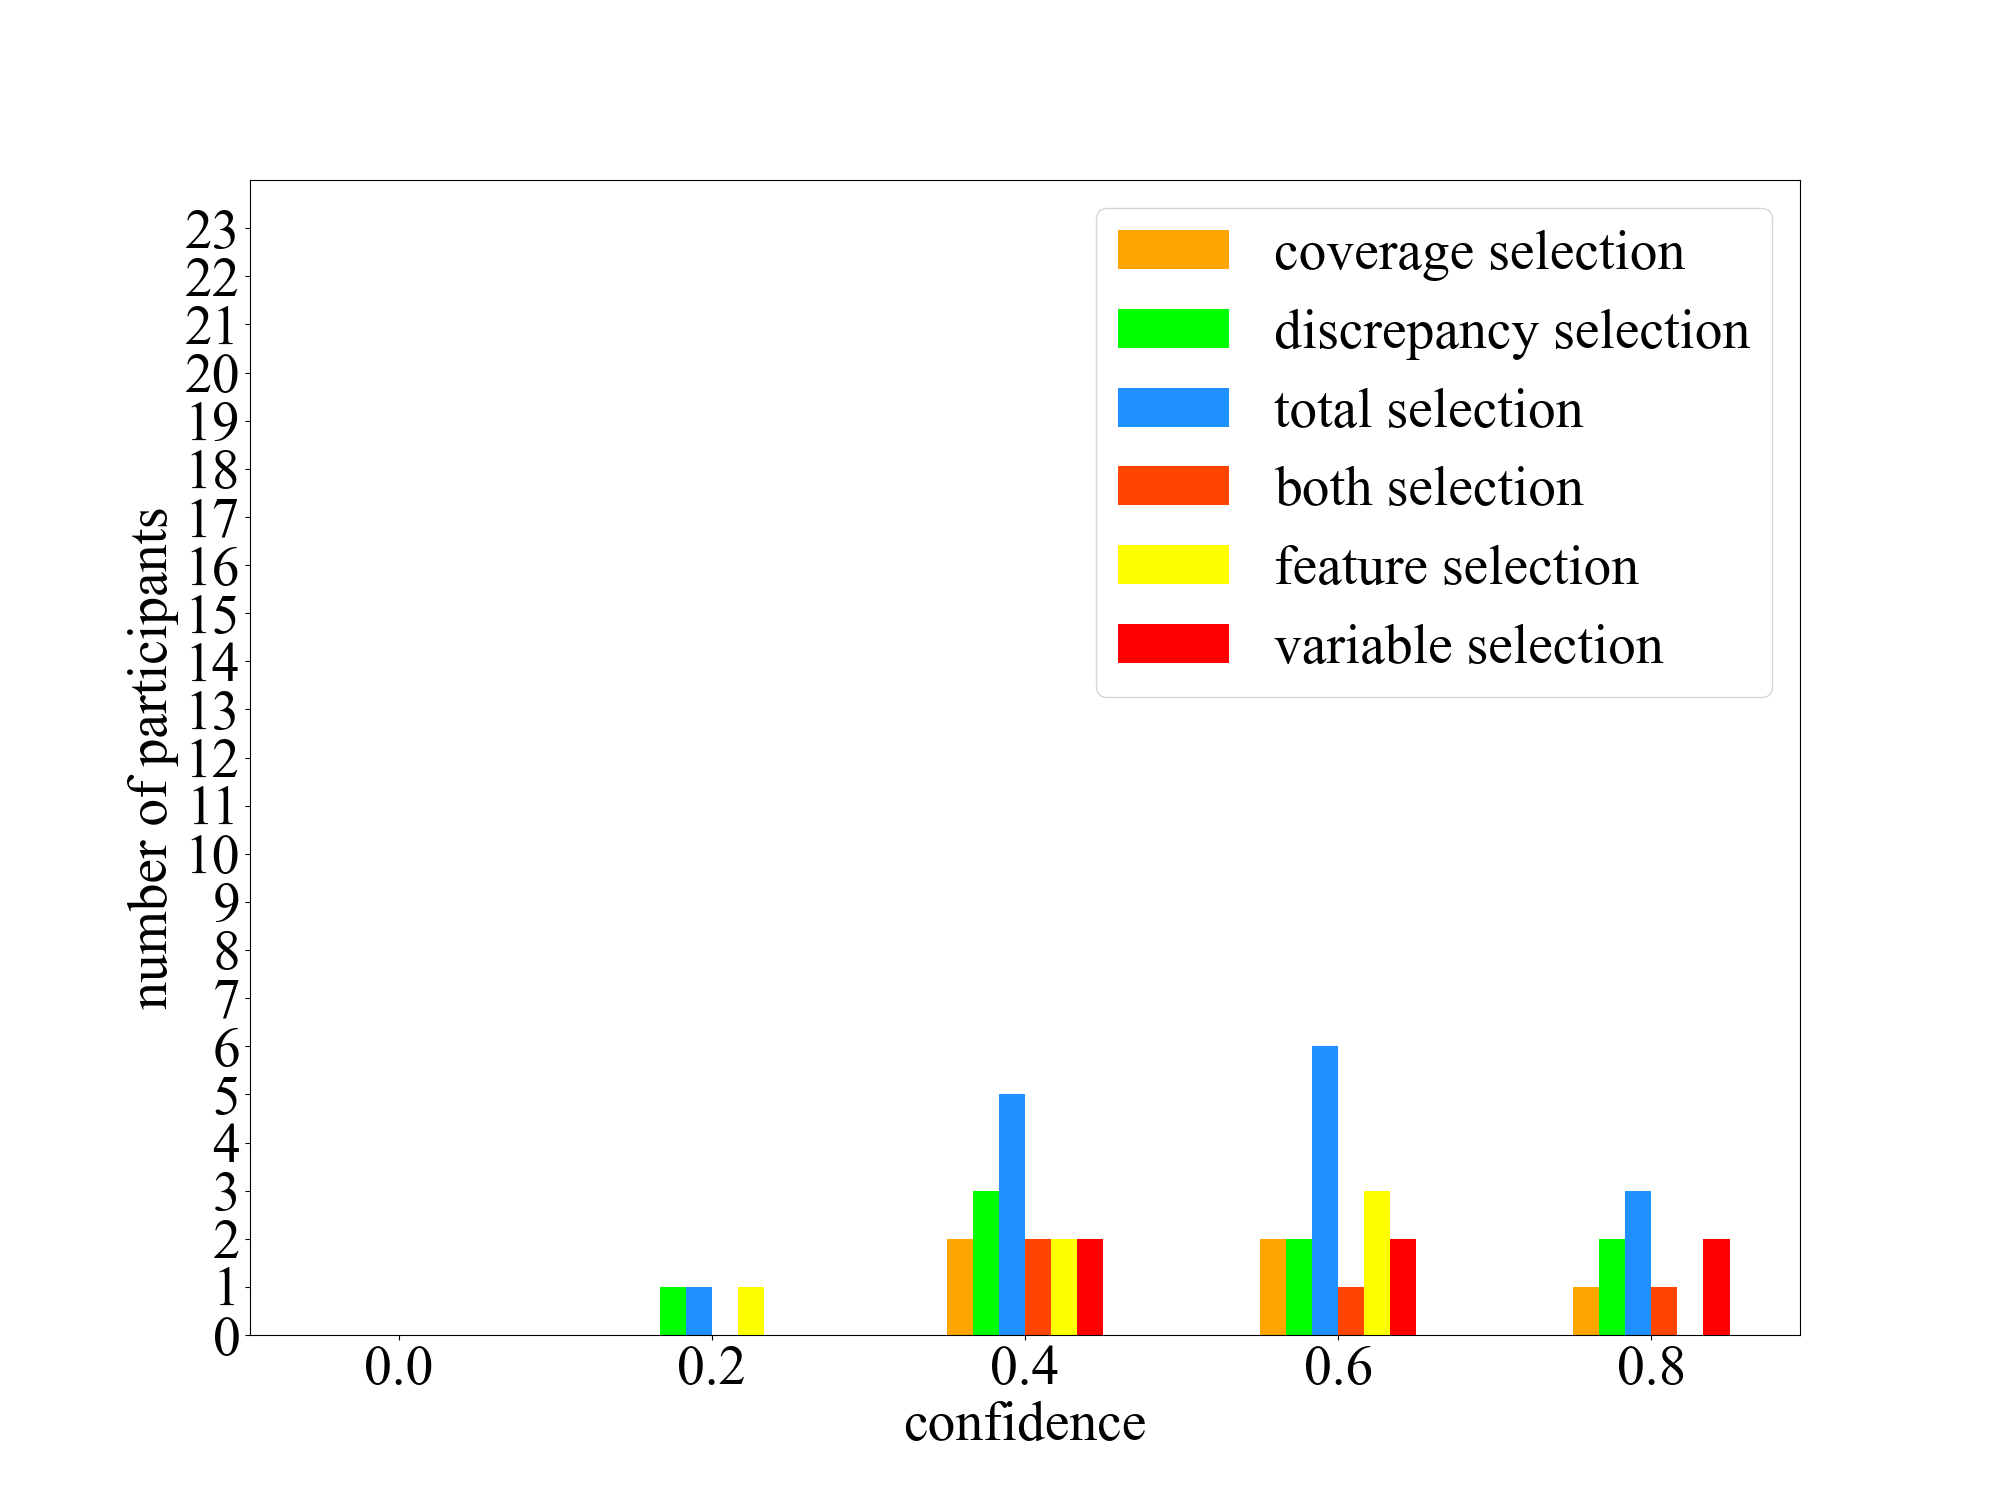 23
22
21
20
19
18
17
16
15
14
13
12
11
10
9
8
7
6
5
4
3
2
1
0
number of participants
coverage selection
discrepancy selection
total selection
both selection
feature selection
variable selection
0.0 0.2 0.4 0.6 0.8
confidence